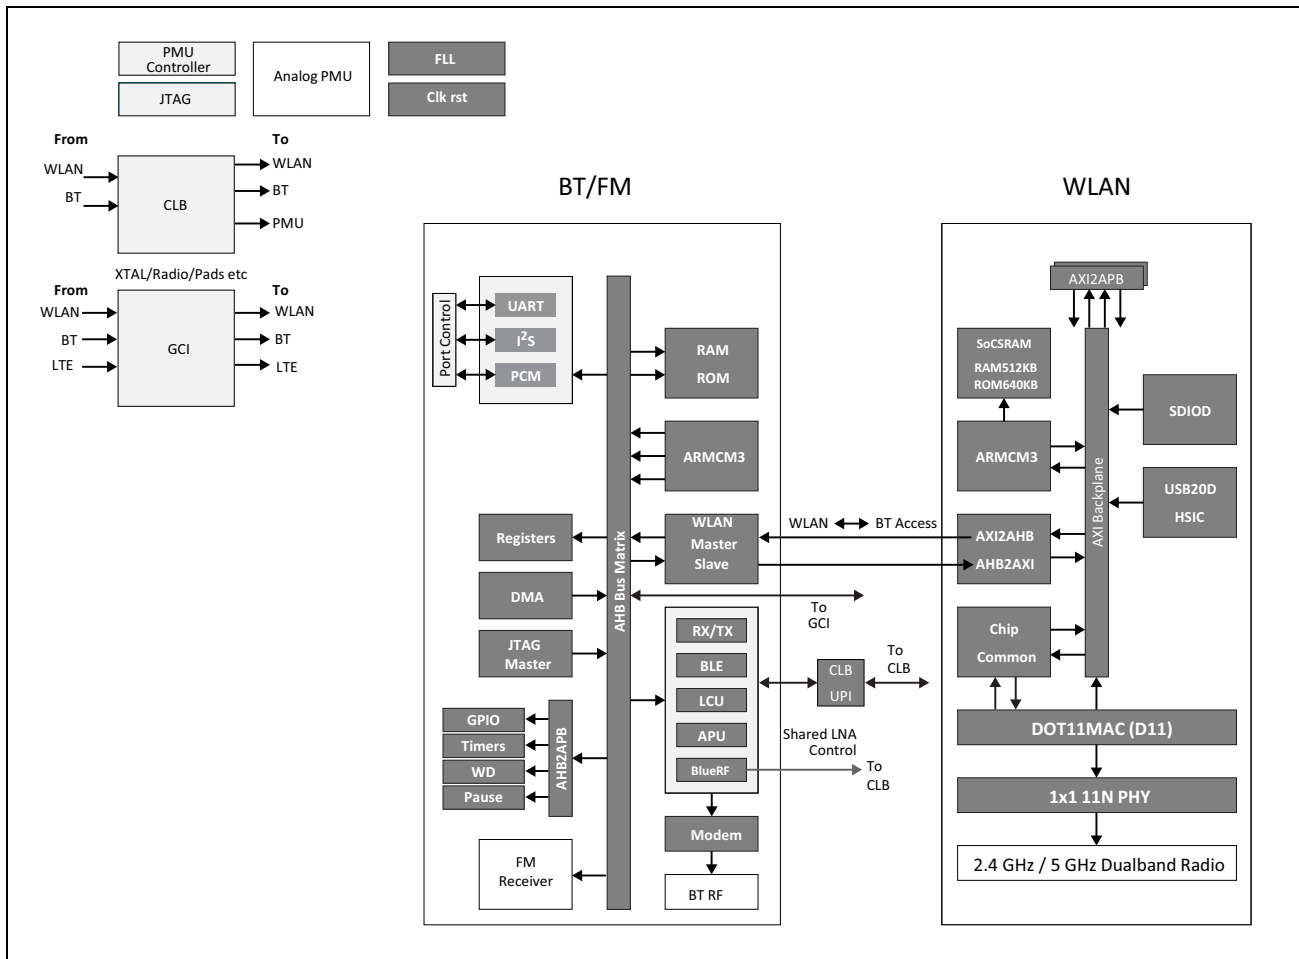 PMU
Controller
JTAG
Analog PMU
FLL
Clk rst
From
To
WLAN
BT
CLB
WLAN
BT
PMU
XTAL/Radio/Pads etc
From
To
WLAN
BT
LTE
GCI
WLAN
BT
LTE
BT/FM
Port Control
UART
I²S
PCM
AHB Bus Matrix
RAM
ROM
ARMCM3
Registers
WLAN
Master
Slave
DMA
JTAG
Master
To
GCI
RX/TX
BLE
LCU
APU
BlueRF
CLB
UPI
To
CLB
Shared LNA
Control
To
CLB
GPIO
Timers
WD
Pause
AHB2APB
Modem
FM
Receiver
BT RF
WLAN
BT Access
WLAN
AXI2APB
SoCSRAM
RAM512KB
ROM640KB
ARMCM3
AXI Backplane
SDIOD
USB20D
HSIC
AXI2AHB
AHB2AXI
Chip
Common
DOT11MAC (D11)
1x1 11N PHY
2.4 GHz / 5 GHz Dualband Radio